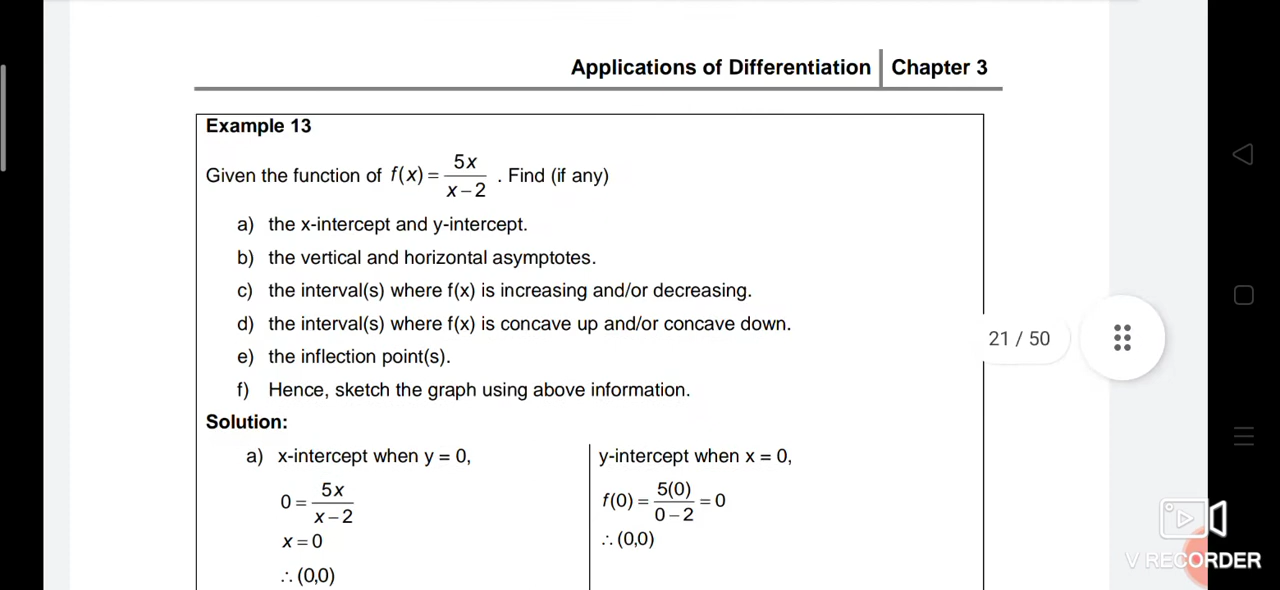 Applications of Differentiation Chapter 3
Example 13
Given the function of f(x) = 5x / x – 2 . Find (if any)
a) the x-intercept and y-intercept.
b) the vertical and horizontal asymptotes.
c) the interval(s) where f(x) is increasing and/or decreasing.
d) the interval(s) where f(x) is concave up and/or concave down.
21 / 50
e) the inflection point(s).
f) Hence, sketch the graph using above information.
Solution:
a) x-intercept when y = 0,
0 = 5x / x – 2
x = 0
∴ (0,0)
y-intercept when x = 0,
f(0) = 5(0) / 0 – 2 = 0
∴ (0,0)
V RECORDER